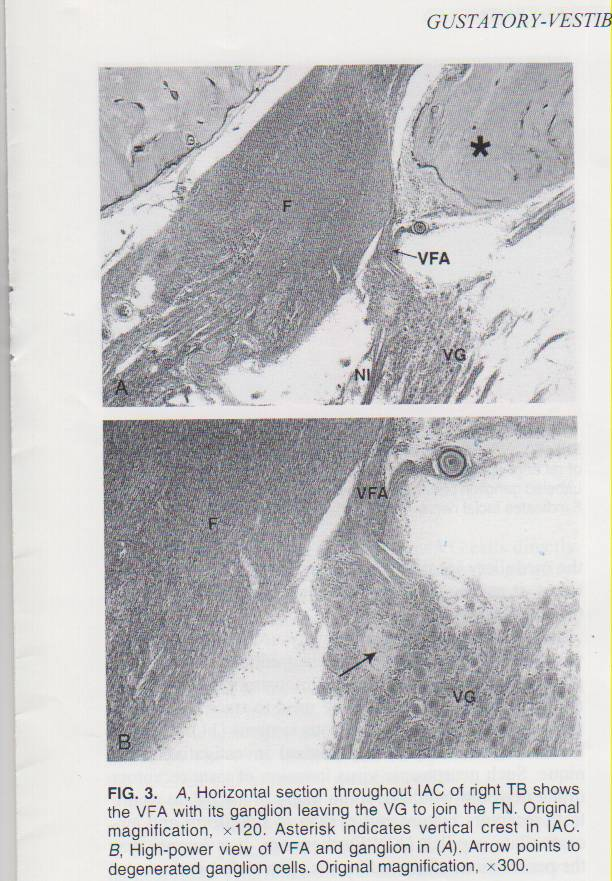 GUSTATORY-VESTIB
F
*
VFA
VG
NI
A
VFA
F
VG
B
FIG. 3. A, Horizontal section throughout IAC of right TB shows
the VFA with its ganglion leaving the VG to join the FN. Original
magnification, ×120. Asterisk indicates vertical crest in IAC.
B, High-power view of VFA and ganglion in (A). Arrow points to
degenerated ganglion cells. Original magnification, ×300.